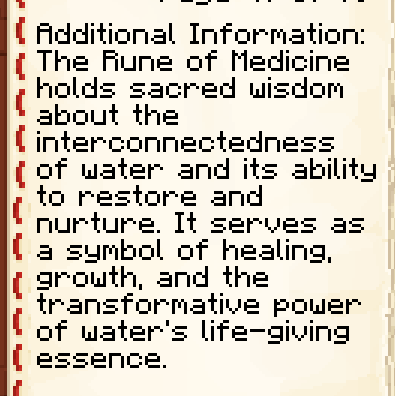 Additional Information:
The Rune of Medicine
holds sacred wisdom
about the
interconnectedness
of water and its ability
to restore and
nurture. It serves as
a symbol of healing,
growth, and the
transformative power
of water's life-giving
essence.